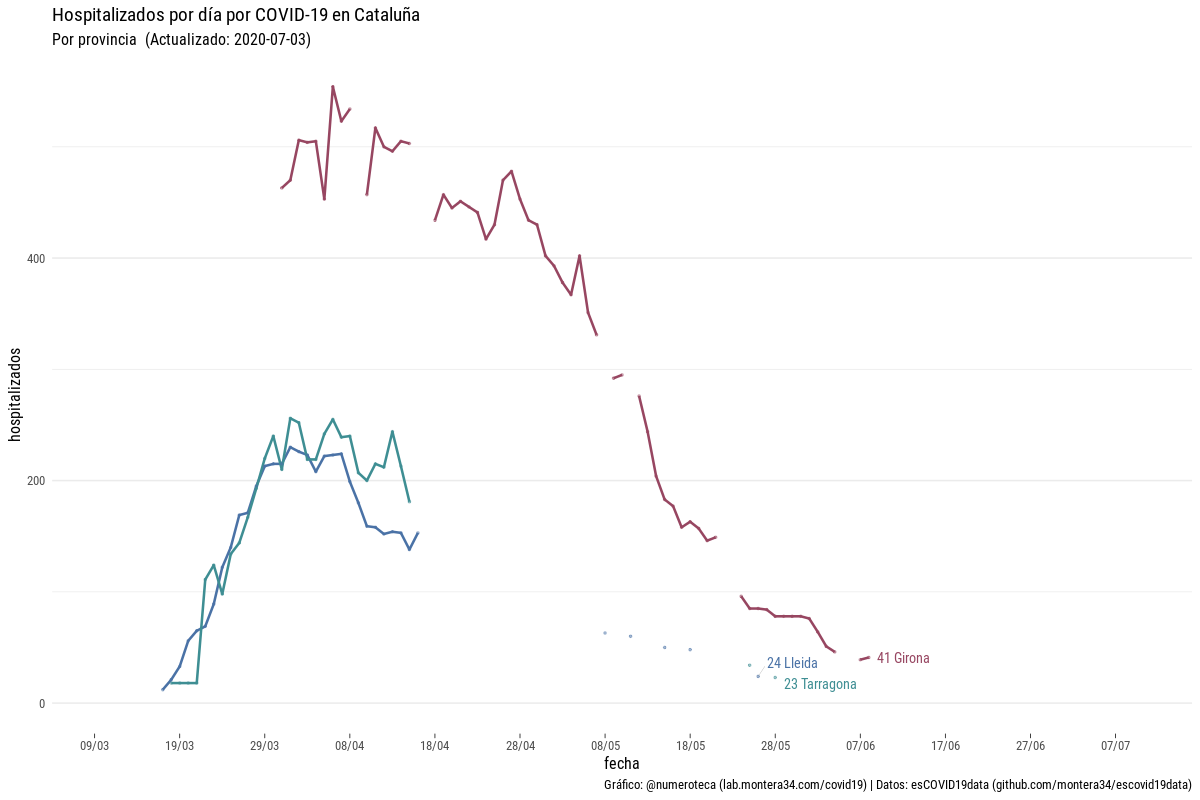 Hospitalizados por día por COVID-19 en Cataluña
Por provincia  (Actualizado: 2020-07-03)
hospitalizados
400
200
0
24 Lleida
41 Girona
23 Tarragona
09/03
19/03
29/03
08/04
18/04
28/04
08/05
18/05
28/05
07/06
17/06
27/06
07/07
fecha
Gráfico: @numeroteca (lab.montera34.com/covid19) | Datos: esCOVID19data (github.com/montera34/escovid19data)